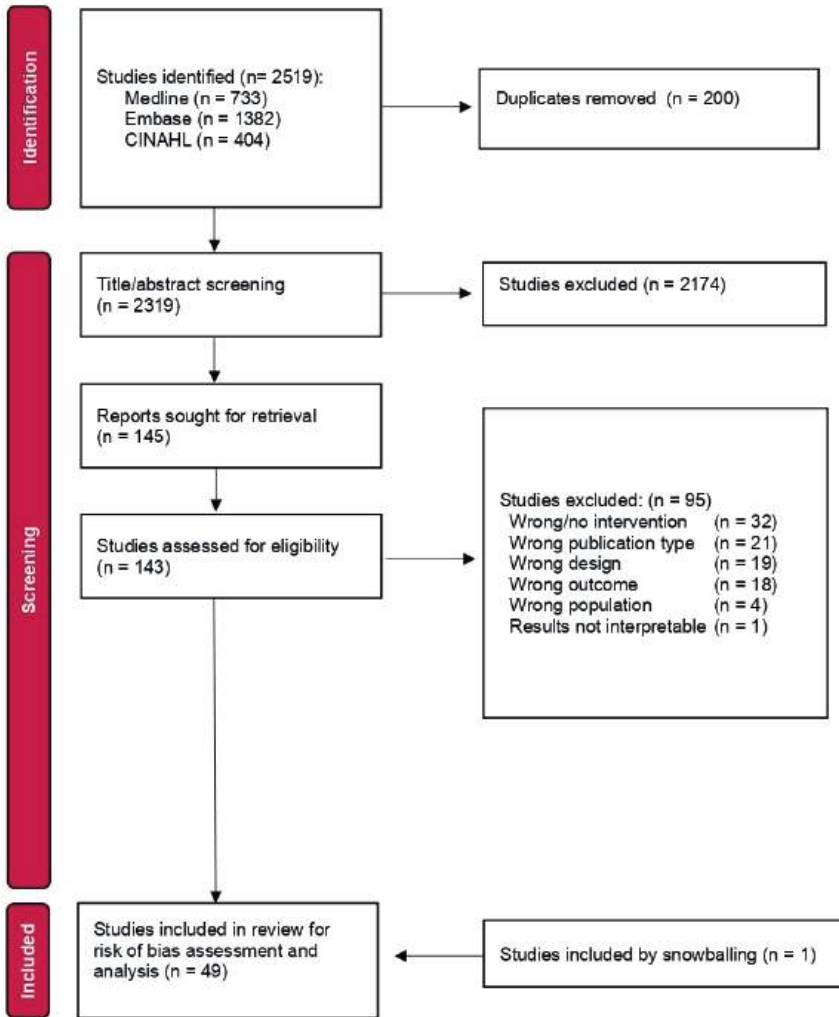 Identification
Studies identified (n= 2519):
Medline (n = 733)
Embase (n = 1382)
CINAHL (n = 404)
Duplicates removed (n = 200)
Screening
Title/abstract screening
(n = 2319)
Studies excluded (n = 2174)
Reports sought for retrieval
(n = 145)
Studies assessed for eligibility
(n = 143)
Studies excluded: (n = 95)
Wrong/no intervention (n = 32)
Wrong publication type (n = 21)
Wrong design (n = 19)
Wrong outcome (n = 18)
Wrong population (n = 4)
Results not interpretable (n = 1)
Included
Studies included in review for
risk of bias assessment and
analysis (n = 49)
Studies included by snowballing (n = 1)